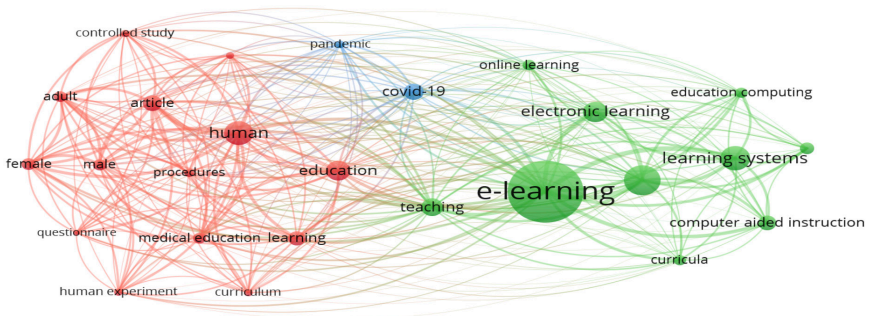 controlled study
pandemic
online learning
adult
article
covid-19
electronic learning
education computing
human
female
male
procedures
education
learning systems
e-learning
teaching
computer aided instruction
questionnaire
medical education
learning
curricula
human experiment
curriculum